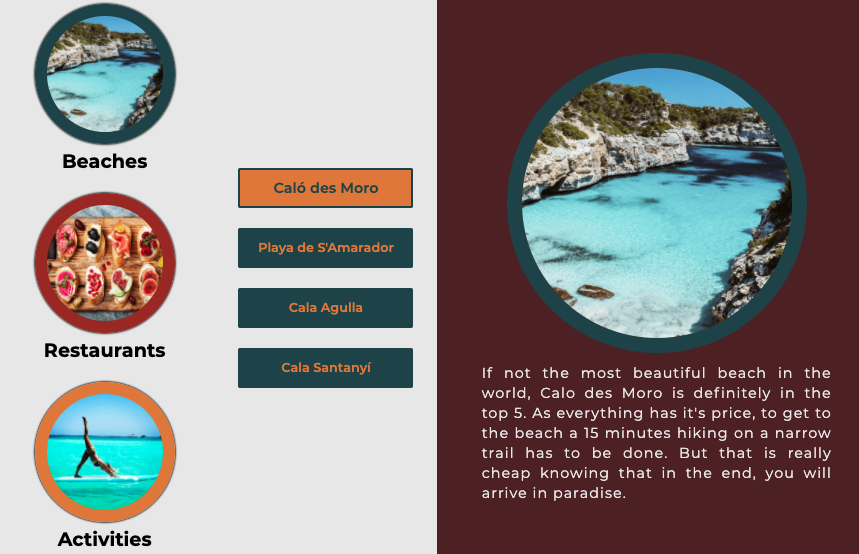 Beaches
Restaurants
Activities
Caló des Moro
Playa de S'Amarador
Cala Agulla
Cala Santanyí
If not the most beautiful beach in the
world, Calo des Moro is definitely in the
top 5. As everything has it's price, to get to
the beach a 15 minutes hiking on a narrow
trail has to be done. But that is really
cheap knowing that in the end, you will
arrive in paradise.